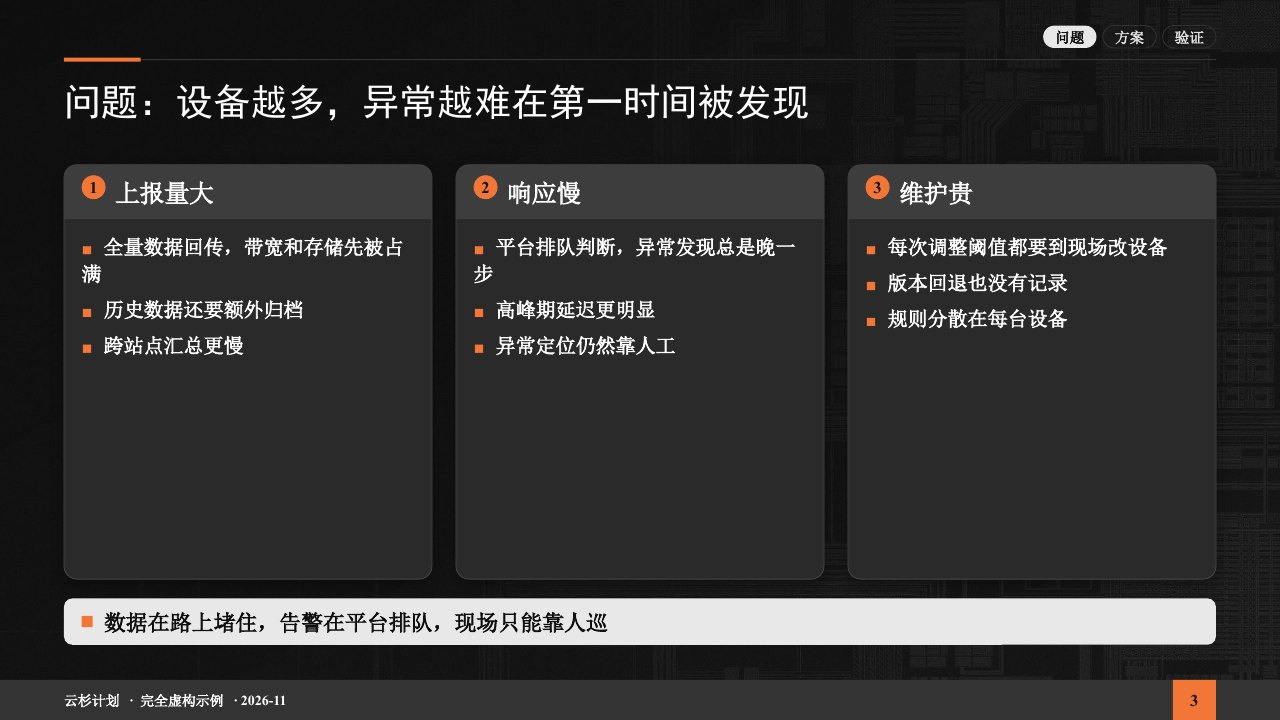 问题
方案
验证
问题：设备越多，异常越难在第一时间被发现
1 上报量大
■ 全量数据回传，带宽和存储先被占
满
■ 历史数据还要额外归档
■ 跨站点汇总更慢
2 响应慢
■ 平台排队判断，异常发现总是晚一
步
■ 高峰期延迟更明显
■ 异常定位仍然靠人工
3 维护贵
■ 每次调整阈值都要到现场改设备
■ 版本回退也没有记录
■ 规则分散在每台设备
■ 数据在路上堵住，告警在平台排队，现场只能靠人巡
云杉计划 · 完全虚构示例 · 2026-11
3